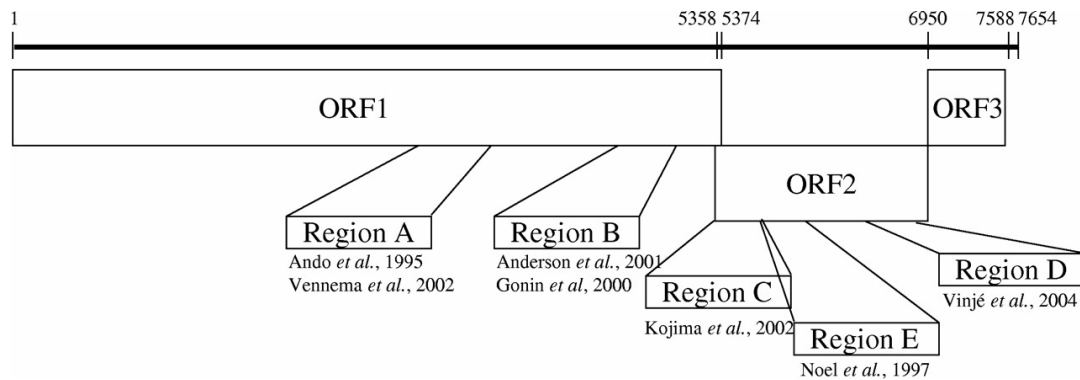 1 5358 5374 6950 7588 7654
ORF1
ORF3
ORF2
Region A
Ando et al., 1995
Vennema et al., 2002
Region B
Anderson et al., 2001
Gonin et al, 2000
Region C
Kojima et al., 2002
Region E
Noel et al., 1997
Region D
Vinjé et al., 2004